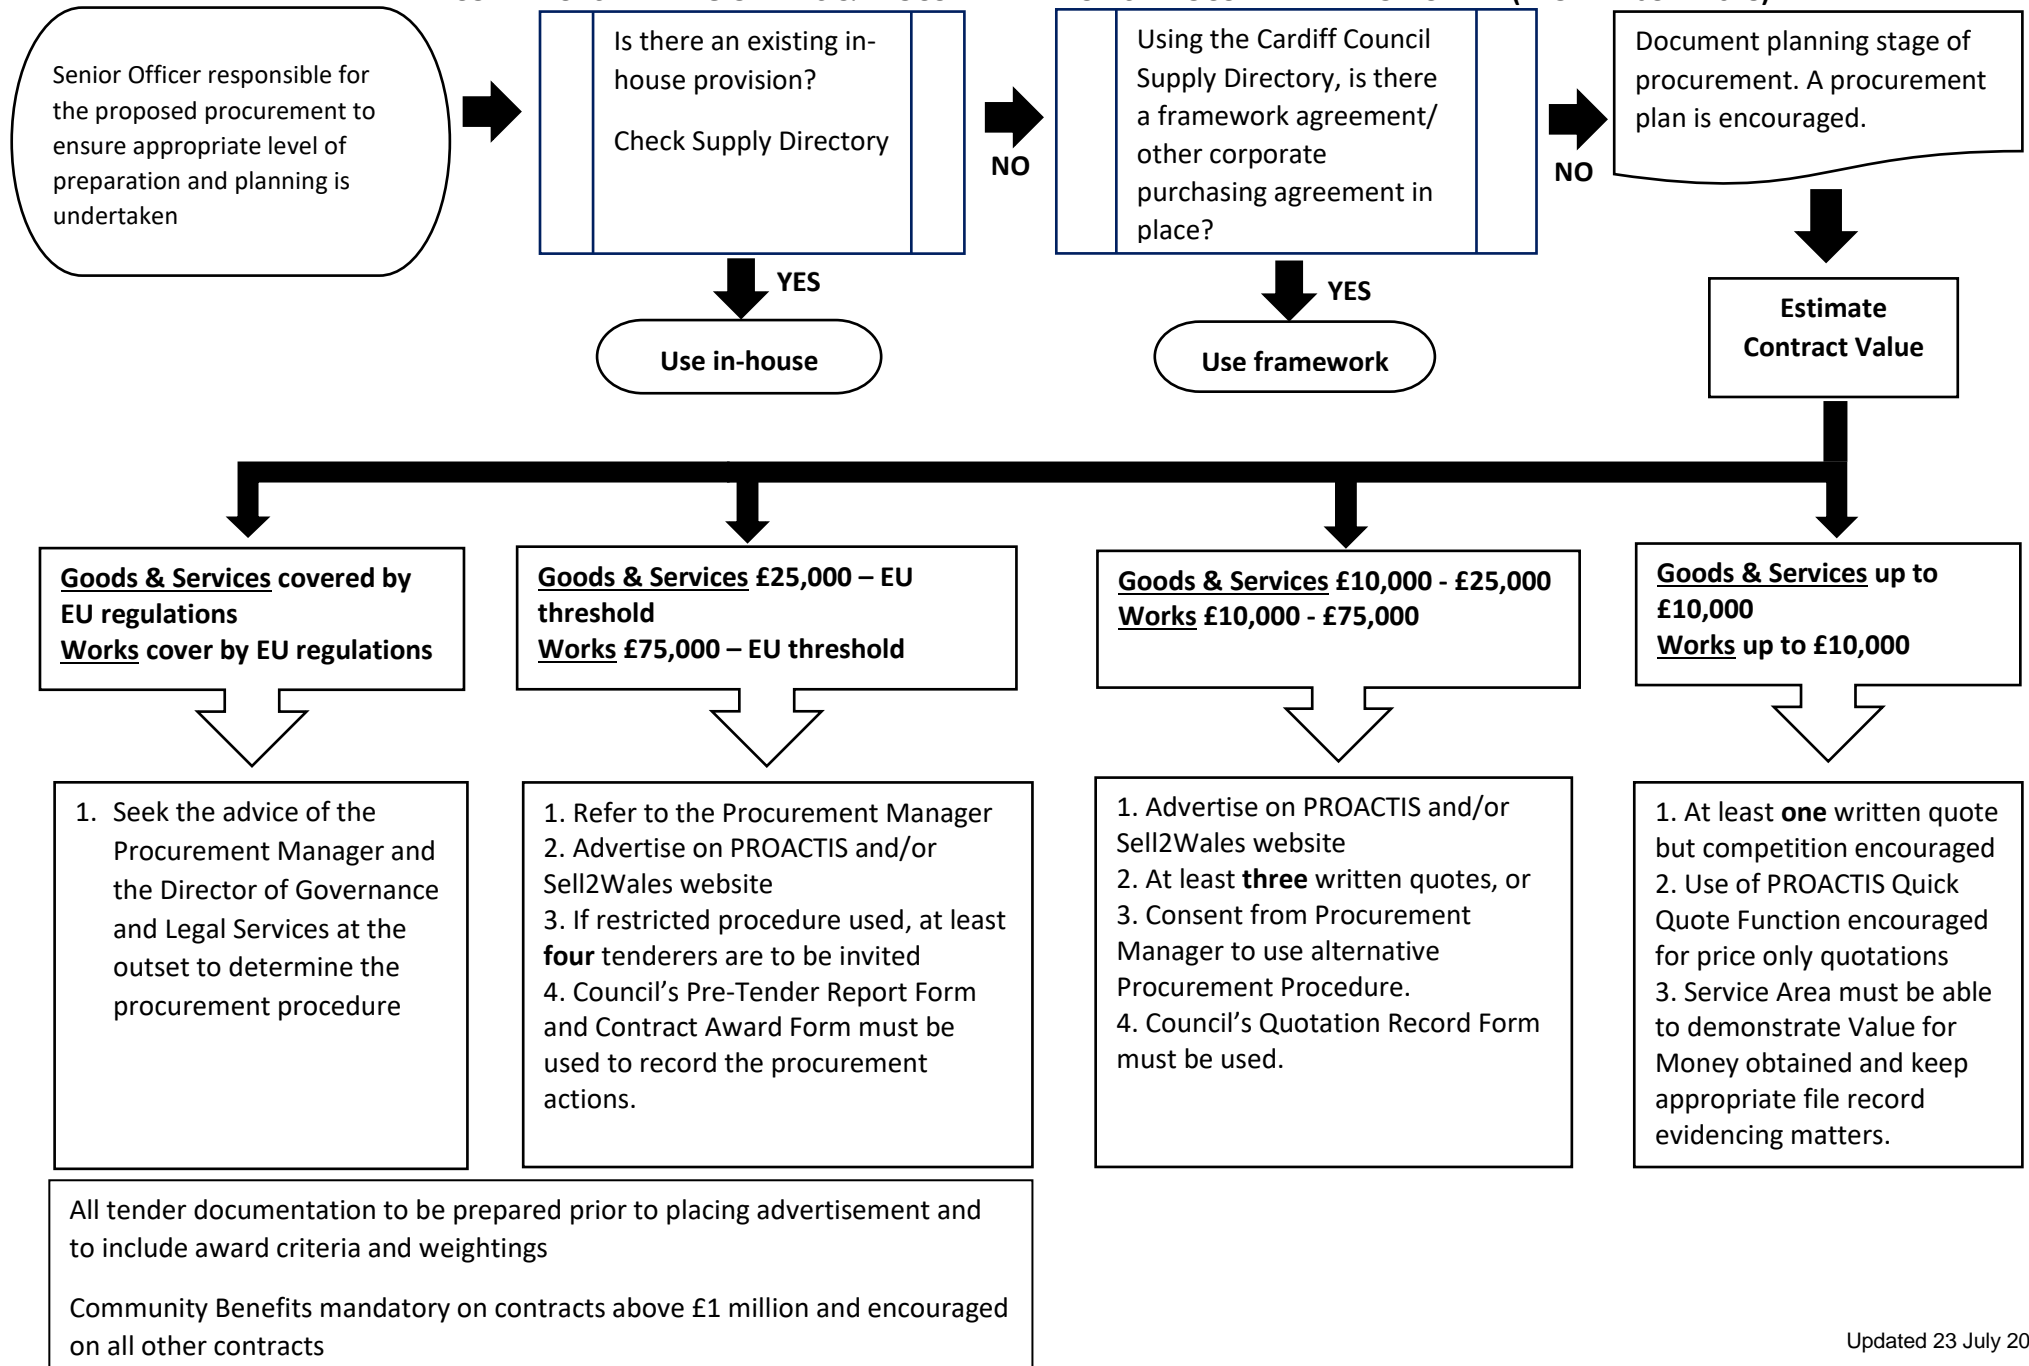 Senior Officer responsible for
the proposed procurement to
ensure appropriate level of
preparation and planning is
undertaken
Is there an existing in-
house provision?
Check Supply Directory
NO
YES
Use in-house
Using the Cardiff Council
Supply Directory, is there
a framework agreement/
other corporate
purchasing agreement in
place?
NO
YES
Use framework
Document planning stage of
procurement. A procurement
plan is encouraged.
Estimate
Contract Value
Goods & Services covered by
EU regulations
Works cover by EU regulations
Goods & Services £25,000 – EU
threshold
Works £75,000 – EU threshold
Goods & Services £10,000 - £25,000
Works £10,000 - £75,000
Goods & Services up to
£10,000
Works up to £10,000
1. Seek the advice of the
Procurement Manager and
the Director of Governance
and Legal Services at the
outset to determine the
procurement procedure
1. Refer to the Procurement Manager
2. Advertise on PROACTIS and/or
Sell2Wales website
3. If restricted procedure used, at least
four tenderers are to be invited
4. Council’s Pre-Tender Report Form
and Contract Award Form must be
used to record the procurement
actions.
1. Advertise on PROACTIS and/or
Sell2Wales website
2. At least three written quotes, or
3. Consent from Procurement
Manager to use alternative
Procurement Procedure.
4. Council’s Quotation Record Form
must be used.
1. At least one written quote
but competition encouraged
2. Use of PROACTIS Quick
Quote Function encouraged
for price only quotations
3. Service Area must be able
to demonstrate Value for
Money obtained and keep
appropriate file record
evidencing matters.
All tender documentation to be prepared prior to placing advertisement and
to include award criteria and weightings
Community Benefits mandatory on contracts above £1 million and encouraged
on all other contracts
Updated 23 July 20